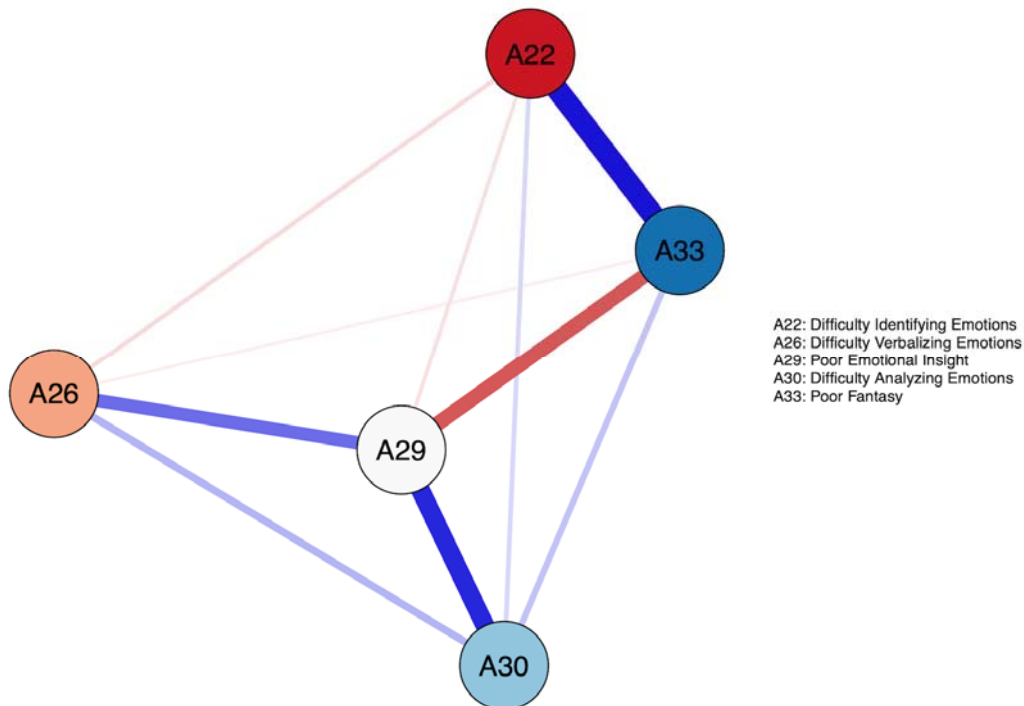 A22
A33
A26
A29
A30
A22: Difficulty Identifying Emotions
A26: Difficulty Verbalizing Emotions
A29: Poor Emotional Insight
A30: Difficulty Analyzing Emotions
A33: Poor Fantasy